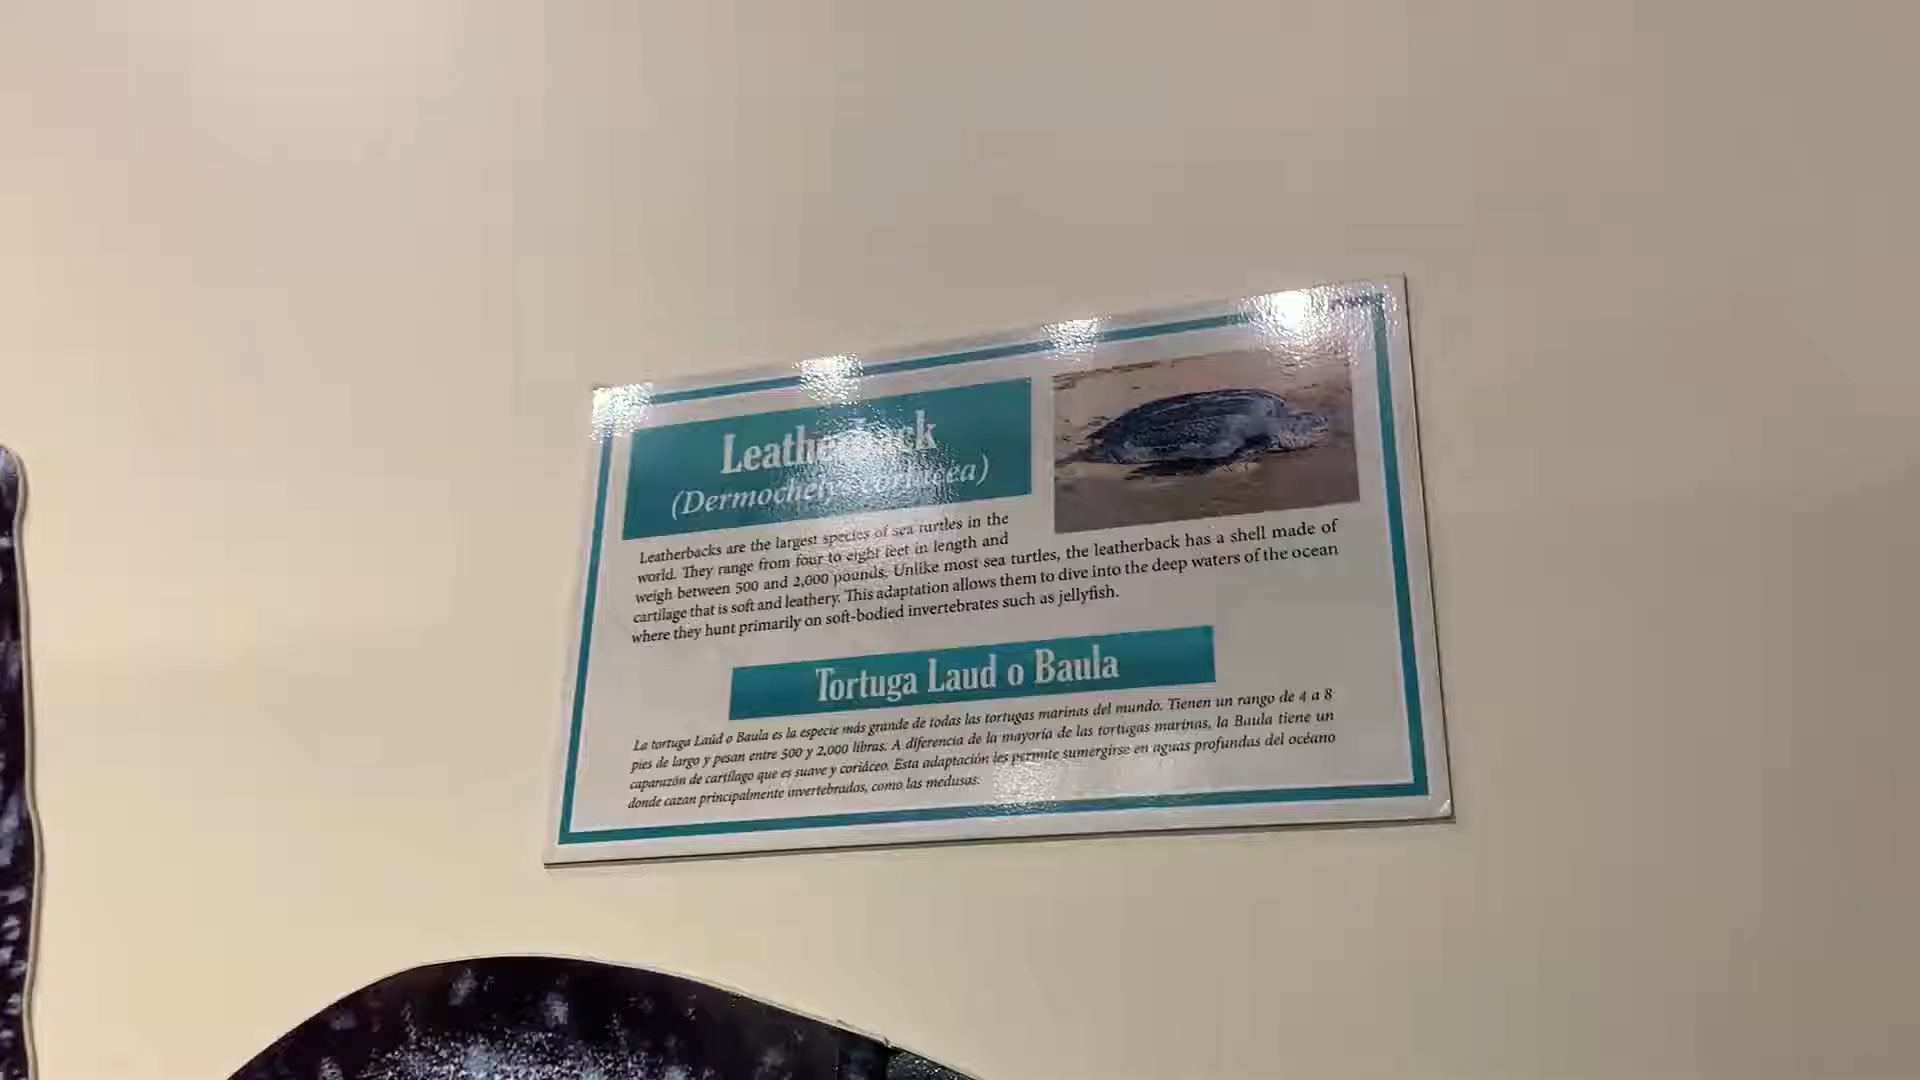 Leatherback
(Dermochelys coriacea)
Leatherbacks are the largest species of sea turtles in the
world. They range from four to eight feet in length and
weigh between 500 and 2,000 pounds. Unlike most sea turtles, the leatherback has a shell made of
cartilage that is soft and leathery. This adaptation allows them to dive into the deep waters of the ocean
where they hunt primarily on soft-bodied invertebrates such as jellyfish.
Tortuga Laud o Baula
La tortuga Laúd o Baula es la especie más grande de todas las tortugas marinas del mundo. Tienen un rango de 4 a 8
pies de largo y pesan entre 500 y 2,000 libras. A diferencia de la mayoría de las tortugas marinas, la Baula tiene un
caparazón de cartílago que es suave y coriáceo. Esta adaptación les permite sumergirse en aguas profundas del océano
donde cazan principalmente invertebrados, como las medusas.